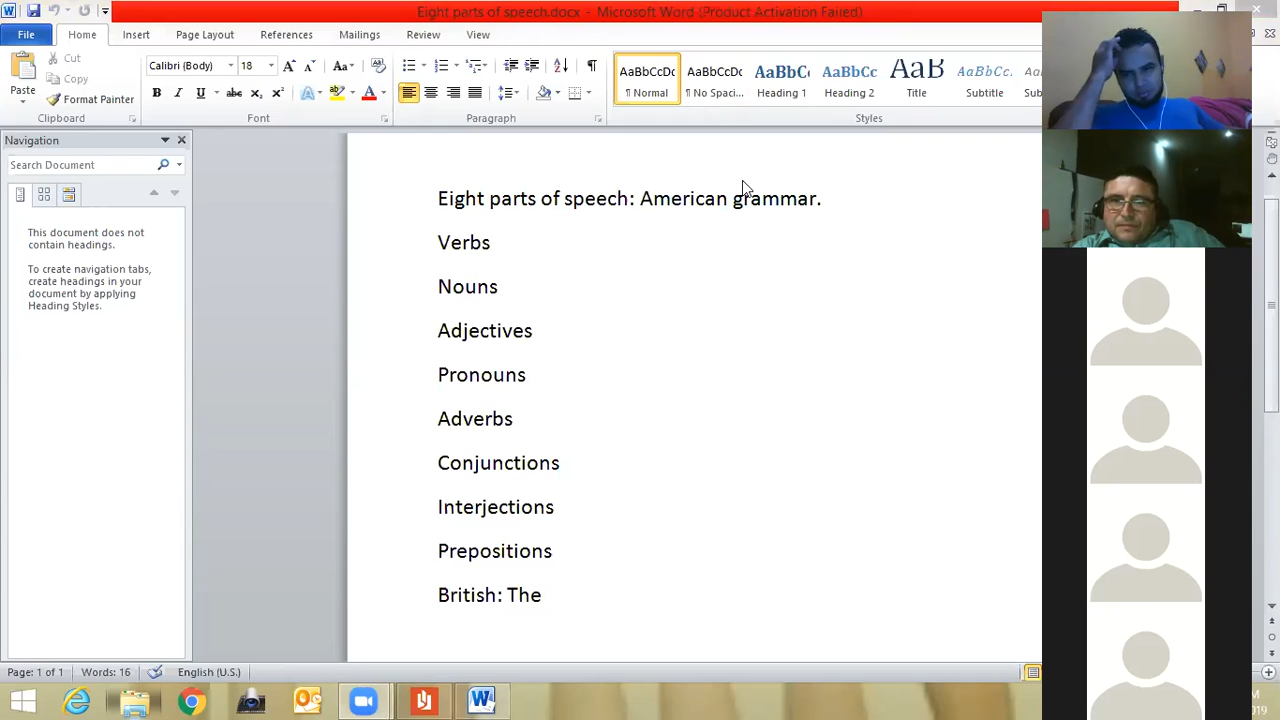 Eight parts of speech.docx - Microsoft Word (Product Activation Failed)
File Home Insert Page Layout References Mailings Review View
Paste
Cut
Copy
Format Painter
Clipboard
Calibri (Body) 18
Font
Paragraph
AaBbCcDc AaBbCcDc AaBbC AaBbCc AaB AaBbCc.
¶ Normal ¶ No Spaci... Heading 1 Heading 2 Title Subtitle
Styles
Navigation
Search Document
This document does not
contain headings.
To create navigation tabs,
create headings in your
document by applying
Heading Styles.
Eight parts of speech: American grammar.
Verbs
Nouns
Adjectives
Pronouns
Adverbs
Conjunctions
Interjections
Prepositions
British: The
Page: 1 of 1 Words: 16 English (U.S.)